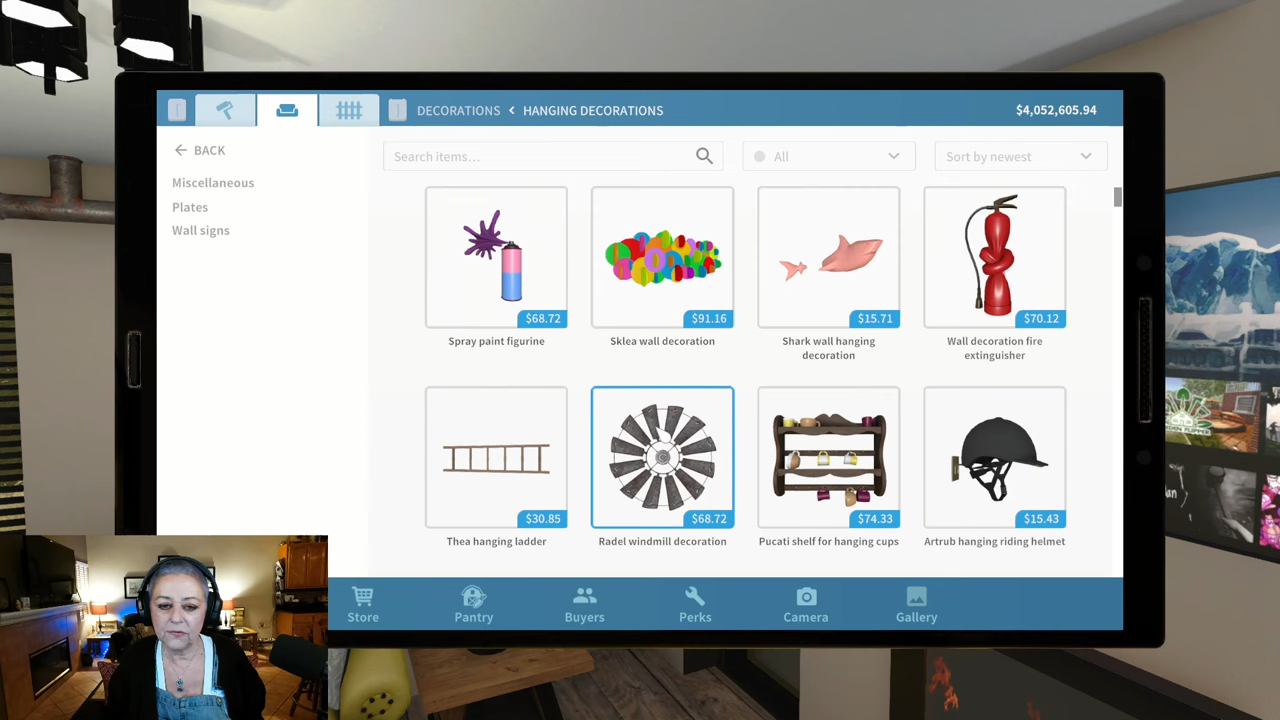 DECORATIONS < HANGING DECORATIONS
$4,052,605.94
BACK
Search items...
All
Sort by newest
Miscellaneous
Plates
Wall signs
$68.72
$91.16
$15.71
$70.12
Spray paint figurine
Sklea wall decoration
Shark wall hanging
decoration
Wall decoration fire
extinguisher
$30.85
$68.72
$74.33
$15.43
Thea hanging ladder
Radel windmill decoration
Pucati shelf for hanging cups
Artrub hanging riding helmet
Store
Pantry
Buyers
Perks
Camera
Gallery